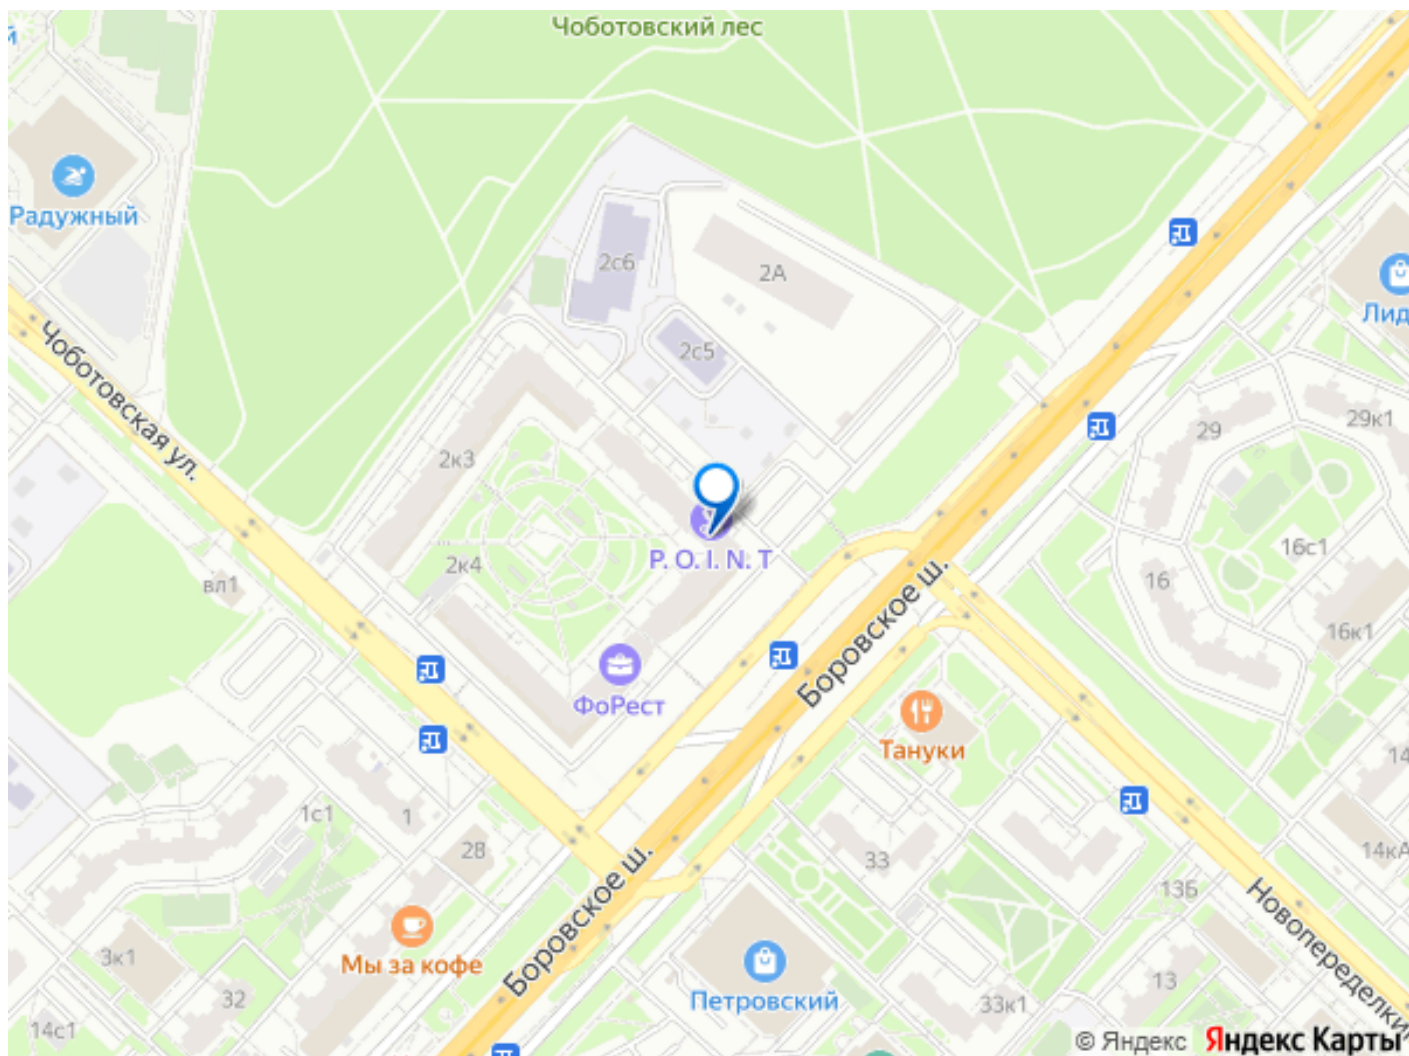 Чоботовский лес
й
Радужный
2с6
2А
Лид
Чоботовская ул.
2с5
29к1
29
2к3
P. O. I. N. T
16с1
2к4
Боровское ш.
вл1
16
16к1
ФоРест
Тануки
14
1с1
1
2В
33
14кА
13Б
Боровское ш.
Новопеределки
Мы за кофе
3к1
Петровский
13
32
33к1
14с1
© Яндекс Яндекс Карты